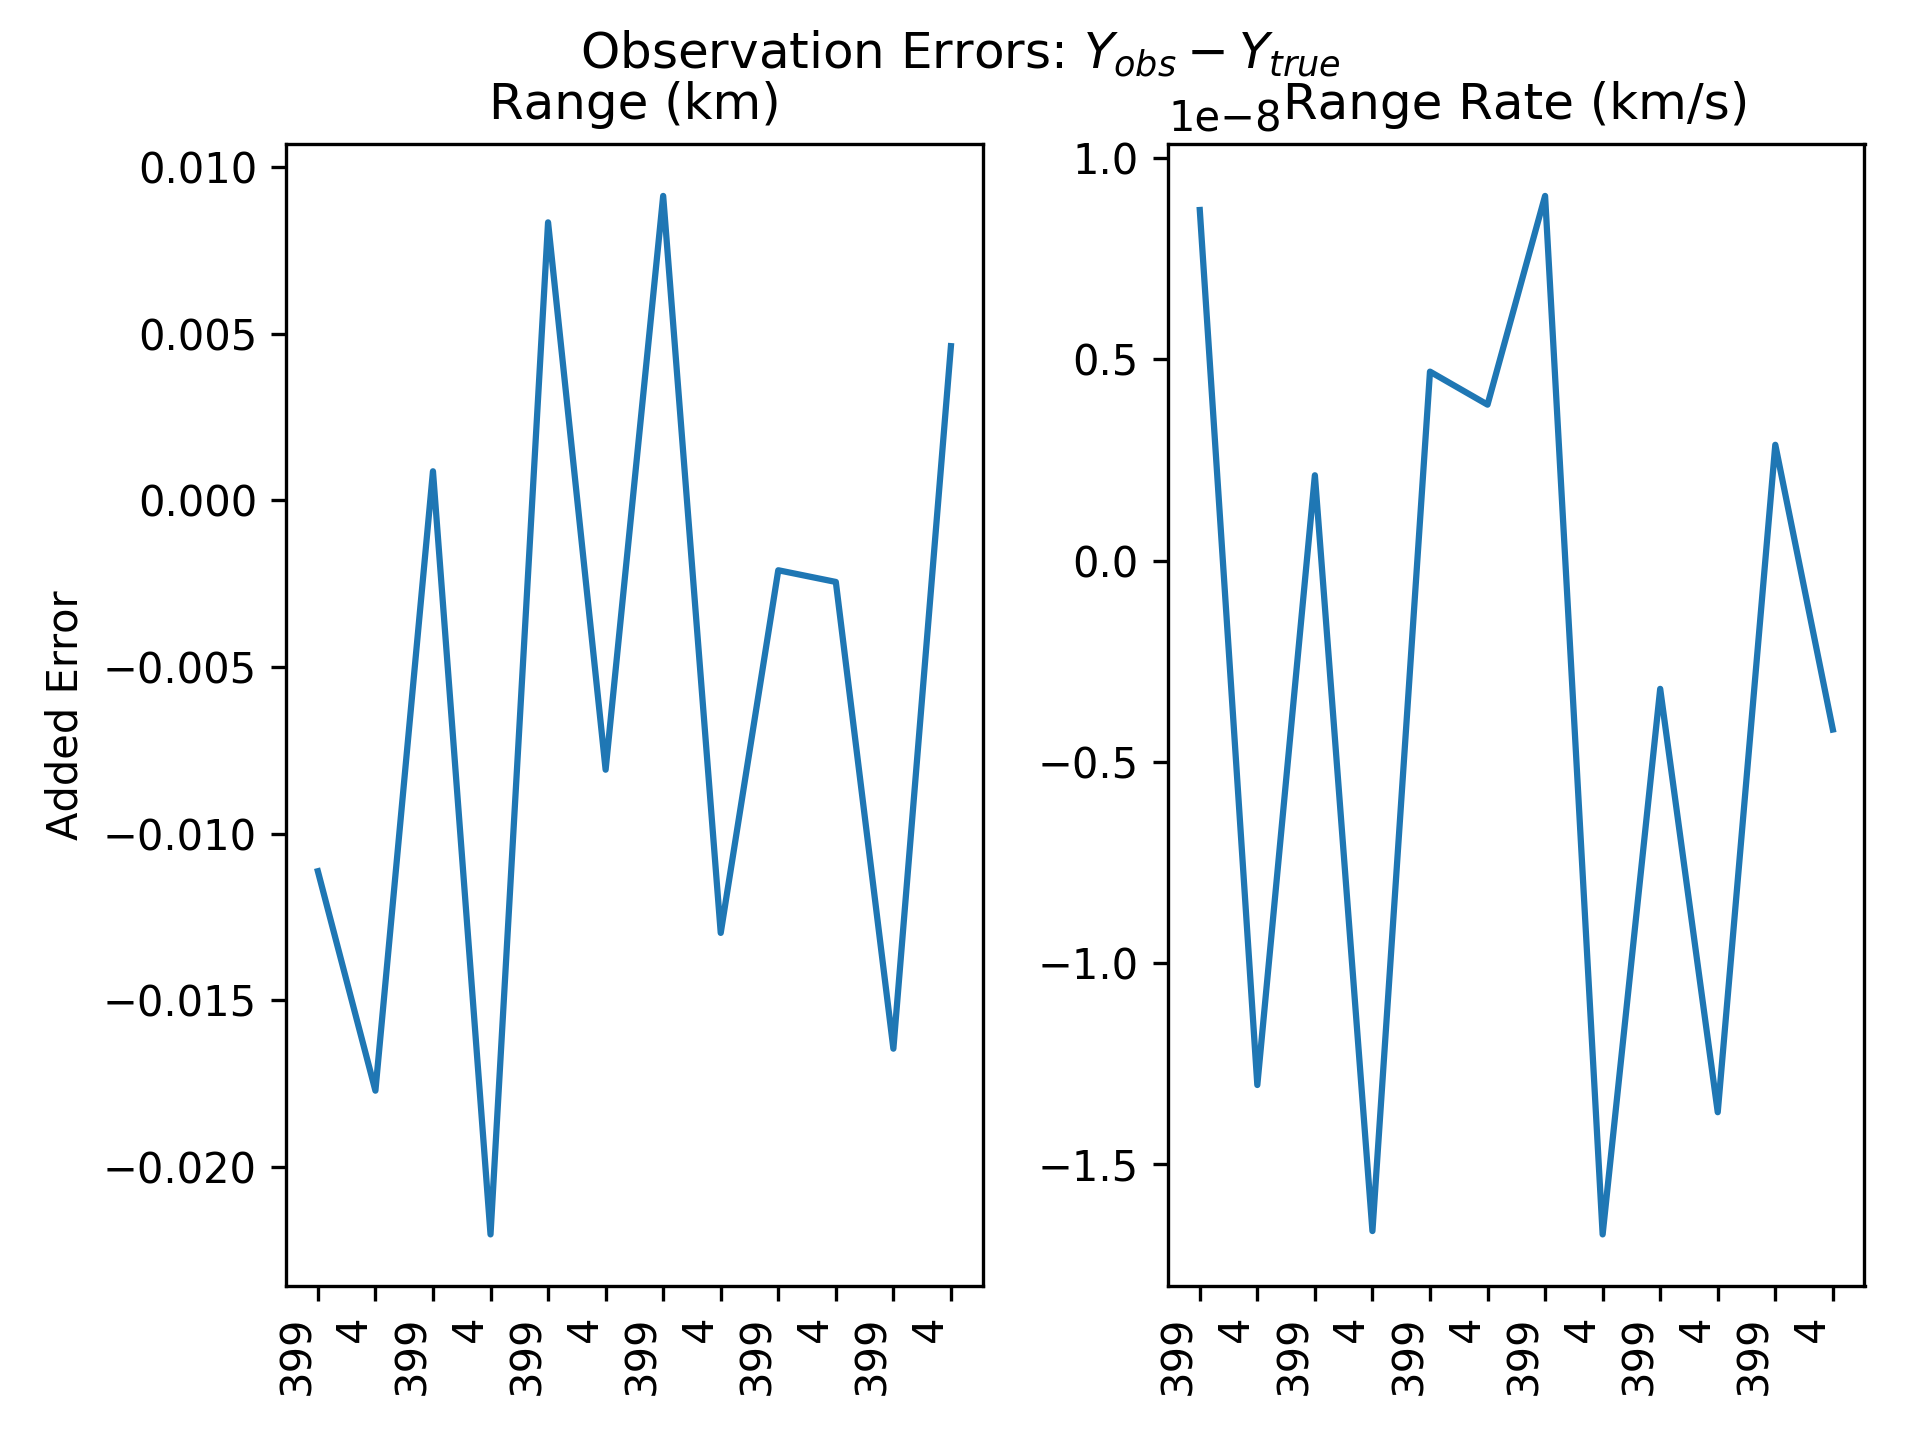 Observation Errors: Y_obs − Y_true
Range (km)
1e−8 Range Rate (km/s)
Added Error
0.010
0.005
0.000
−0.005
−0.010
−0.015
−0.020
399 4 399 4 399 4 399 4 399 4 399 4
1.0
0.5
0.0
−0.5
−1.0
−1.5
399 4 399 4 399 4 399 4 399 4 399 4